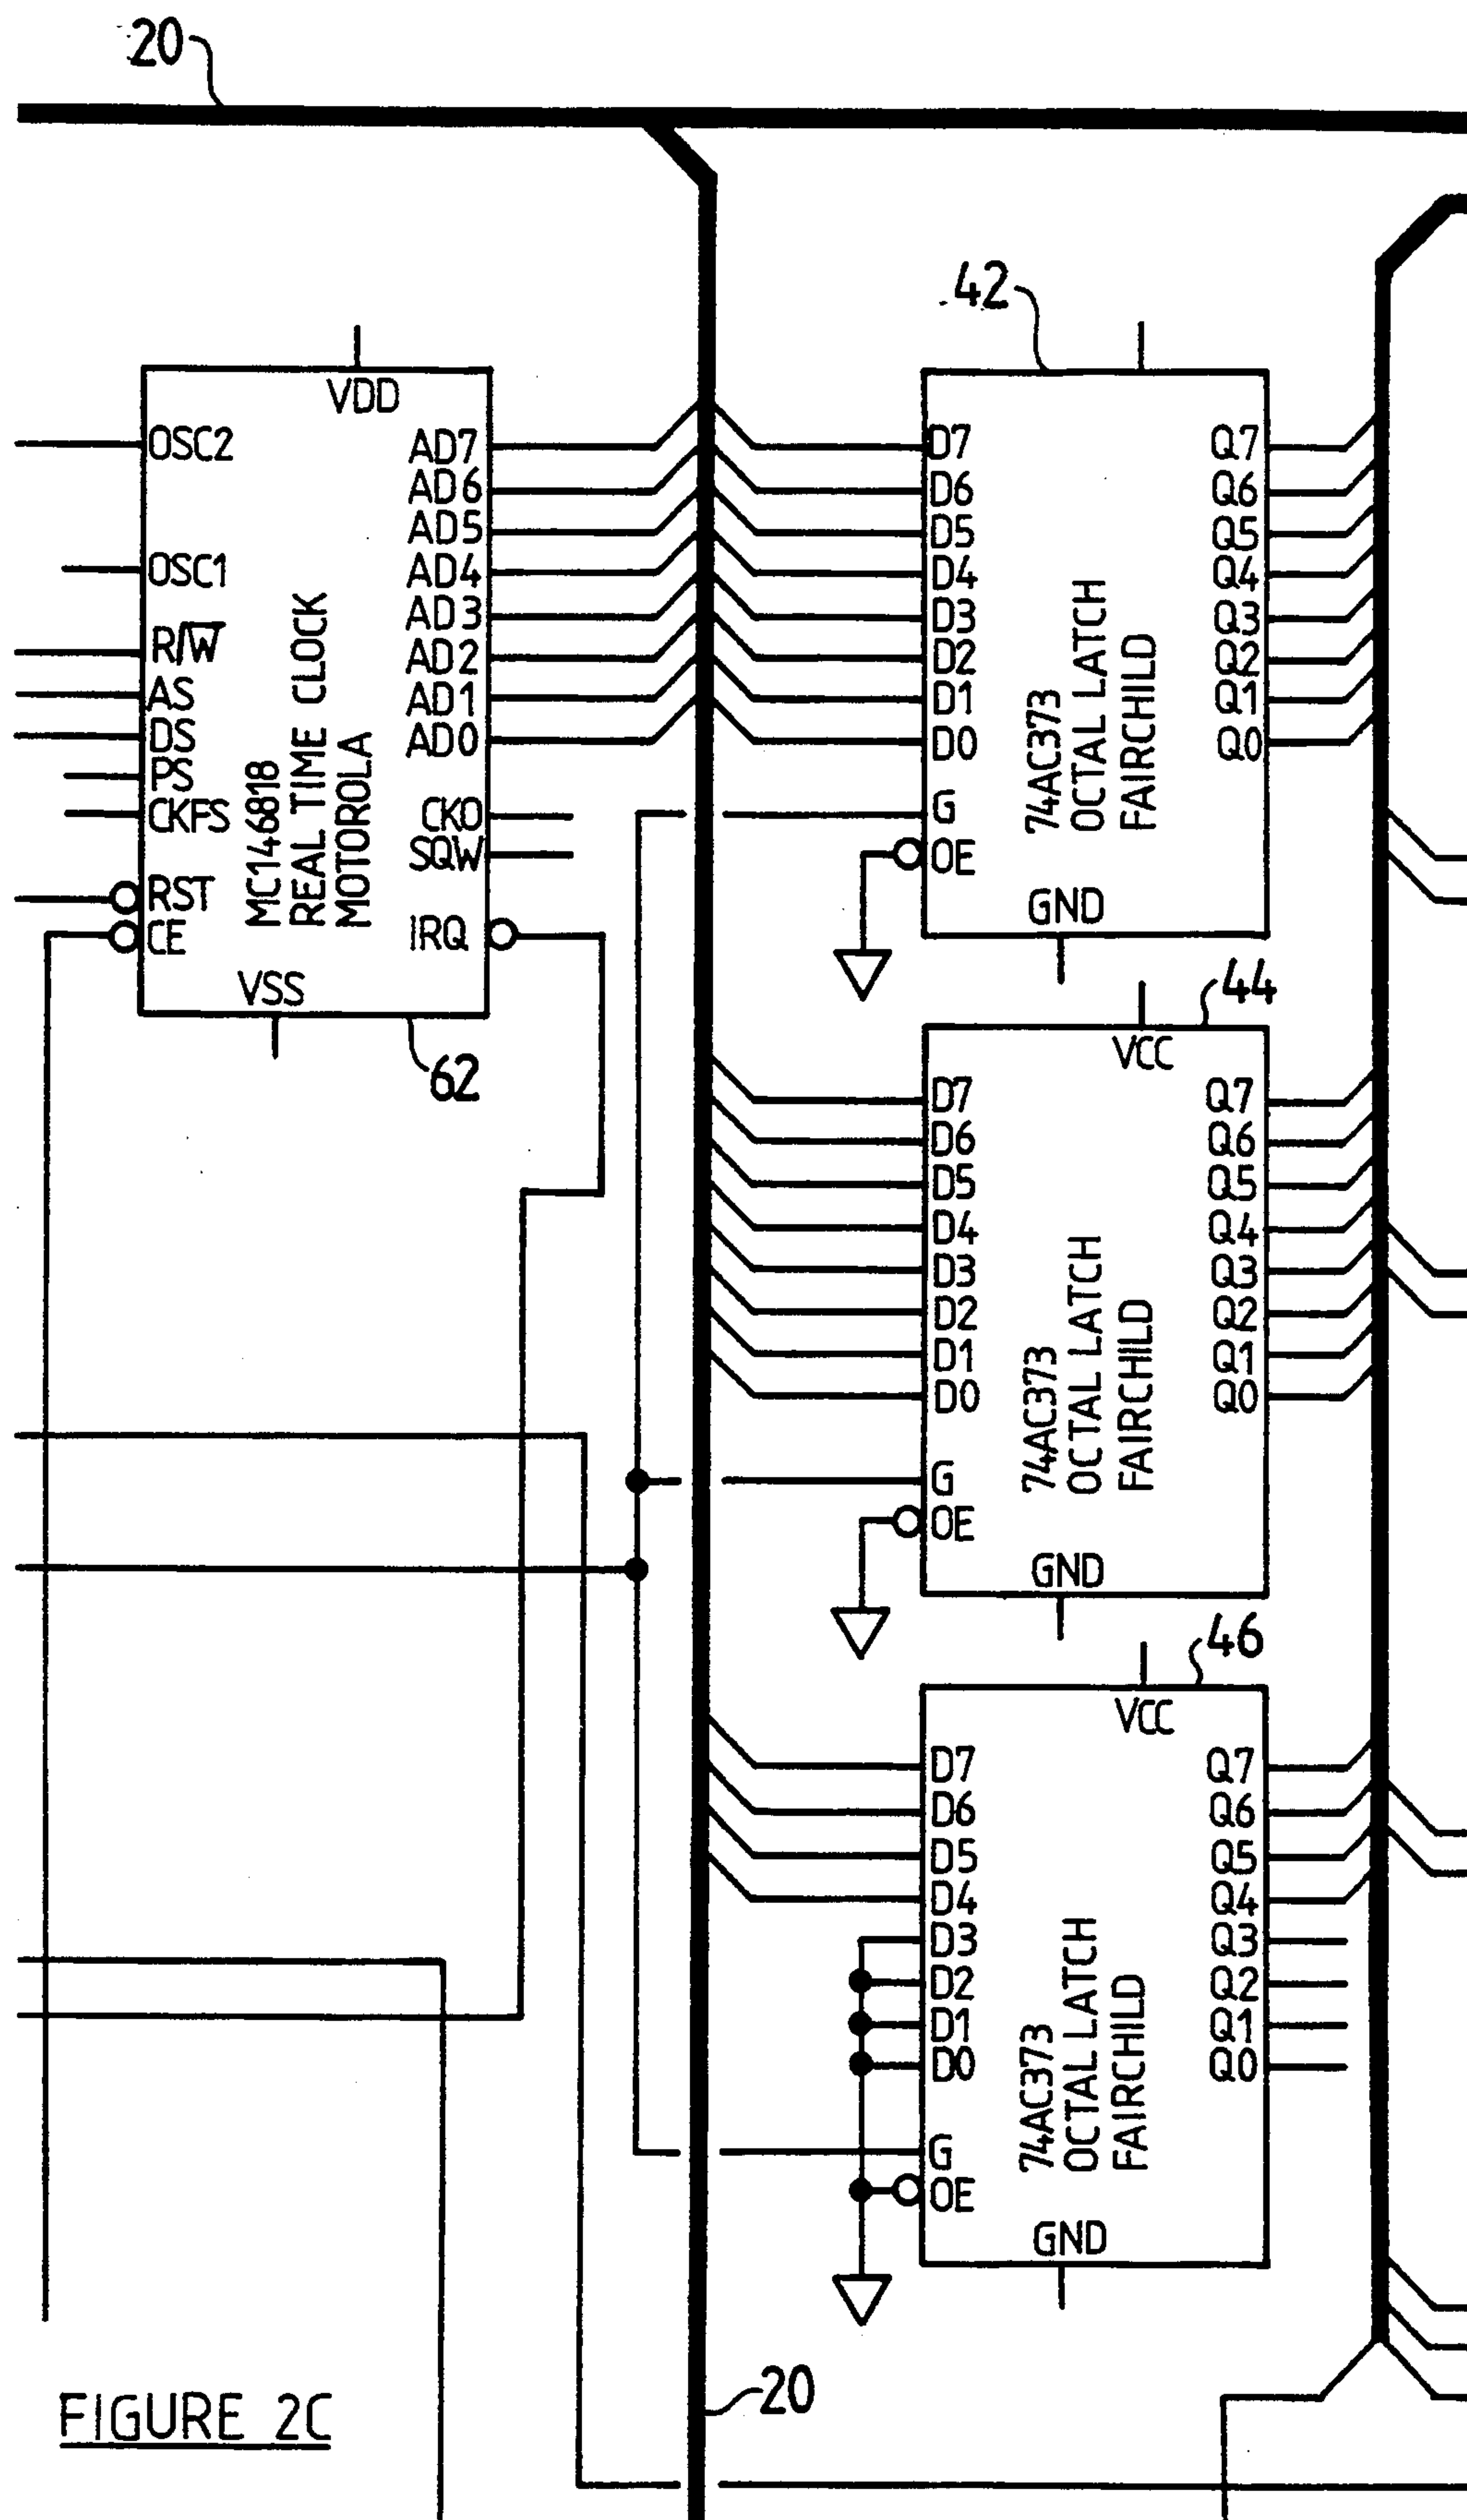 20
42
VDD
OSC2
AD7
AD6
AD5
AD4
AD3
AD2
AD1
AD0
OSC1
R/W̅
AS
DS
PS
CKFS
CKO
SQW
RST
CE
IRQ
VSS
MC146818
REAL TIME CLOCK
MOTOROLA
62
D7
D6
D5
D4
D3
D2
D1
D0
G
OE
Q7
Q6
Q5
Q4
Q3
Q2
Q1
Q0
74AC373
OCTAL LATCH
FAIRCHILD
GND
44
VCC
D7
D6
D5
D4
D3
D2
D1
D0
G
OE
Q7
Q6
Q5
Q4
Q3
Q2
Q1
Q0
74AC373
OCTAL LATCH
FAIRCHILD
GND
46
VCC
D7
D6
D5
D4
D3
D2
D1
D0
G
OE
Q7
Q6
Q5
Q4
Q3
Q2
Q1
Q0
74AC373
OCTAL LATCH
FAIRCHILD
GND
20
FIGURE 2C